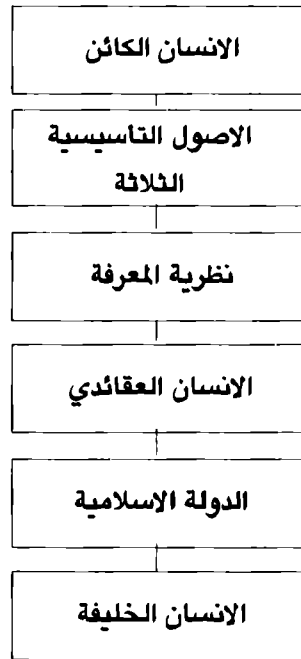 الانسان الكائن
الاصول التاسيسية
الثلاثة
نظرية المعرفة
الانسان العقائدي
الدولة الاسلامية
الانسان الخليفة